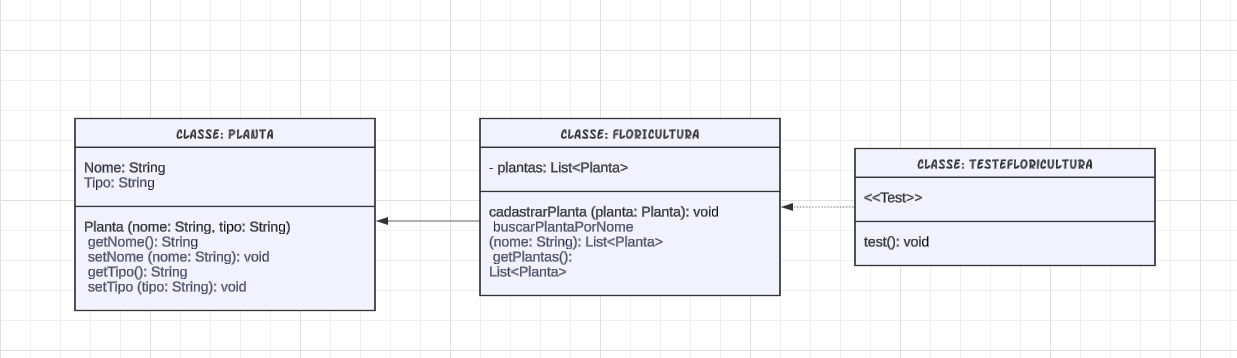 CLASSE: PLANTA
Nome: String
Tipo: String
Planta (nome: String, tipo: String)
getNome(): String
setNome (nome: String): void
getTipo(): String
setTipo (tipo: String): void
CLASSE: FLORICULTURA
- plantas: List<Planta>
cadastrarPlanta (planta: Planta): void
buscarPlantaPorNome
(nome: String): List<Planta>
getPlantas():
List<Planta>
CLASSE: TESTEFLORICULTURA
<<Test>>
test(): void